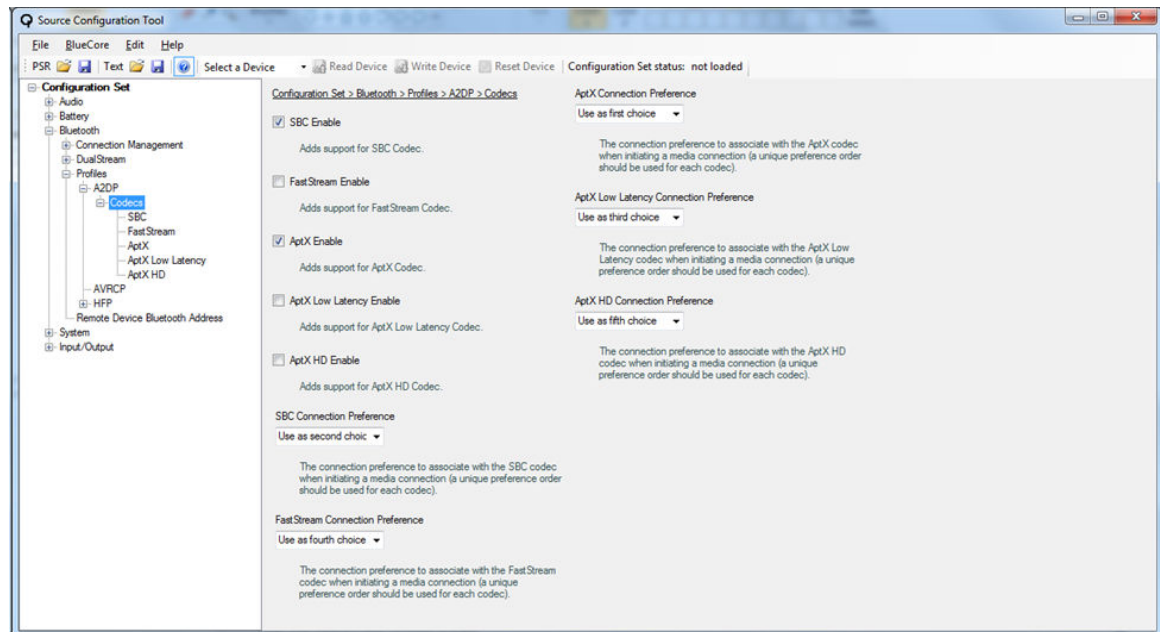 Source Configuration Tool
File BlueCore Edit Help
PSR Text Select a Device Read Device Write Device Reset Device Configuration Set status: not loaded
Configuration Set
Audio
Battery
Bluetooth
Connection Management
DualStream
Profiles
A2DP
Codecs
SBC
FastStream
AptX
AptX Low Latency
AptX HD
AVRCP
HFP
Remote Device Bluetooth Address
System
Input/Output
Configuration Set > Bluetooth > Profiles > A2DP > Codecs
SBC Enable
Adds support for SBC Codec.
FastStream Enable
Adds support for FastStream Codec.
AptX Enable
Adds support for AptX Codec.
AptX Low Latency Enable
Adds support for AptX Low Latency Codec.
AptX HD Enable
Adds support for AptX HD Codec.
SBC Connection Preference
Use as second choic
The connection preference to associate with the SBC codec
when initiating a media connection (a unique preference order
should be used for each codec).
FastStream Connection Preference
Use as fourth choice
The connection preference to associate with the FastStream
codec when initiating a media connection (a unique
preference order should be used for each codec).
AptX Connection Preference
Use as first choice
The connection preference to associate with the AptX codec
when initiating a media connection (a unique preference order
should be used for each codec).
AptX Low Latency Connection Preference
Use as third choice
The connection preference to associate with the AptX Low
Latency codec when initiating a media connection (a unique
preference order should be used for each codec).
AptX HD Connection Preference
Use as fifth choice
The connection preference to associate with the AptX HD
codec when initiating a media connection (a unique
preference order should be used for each codec).